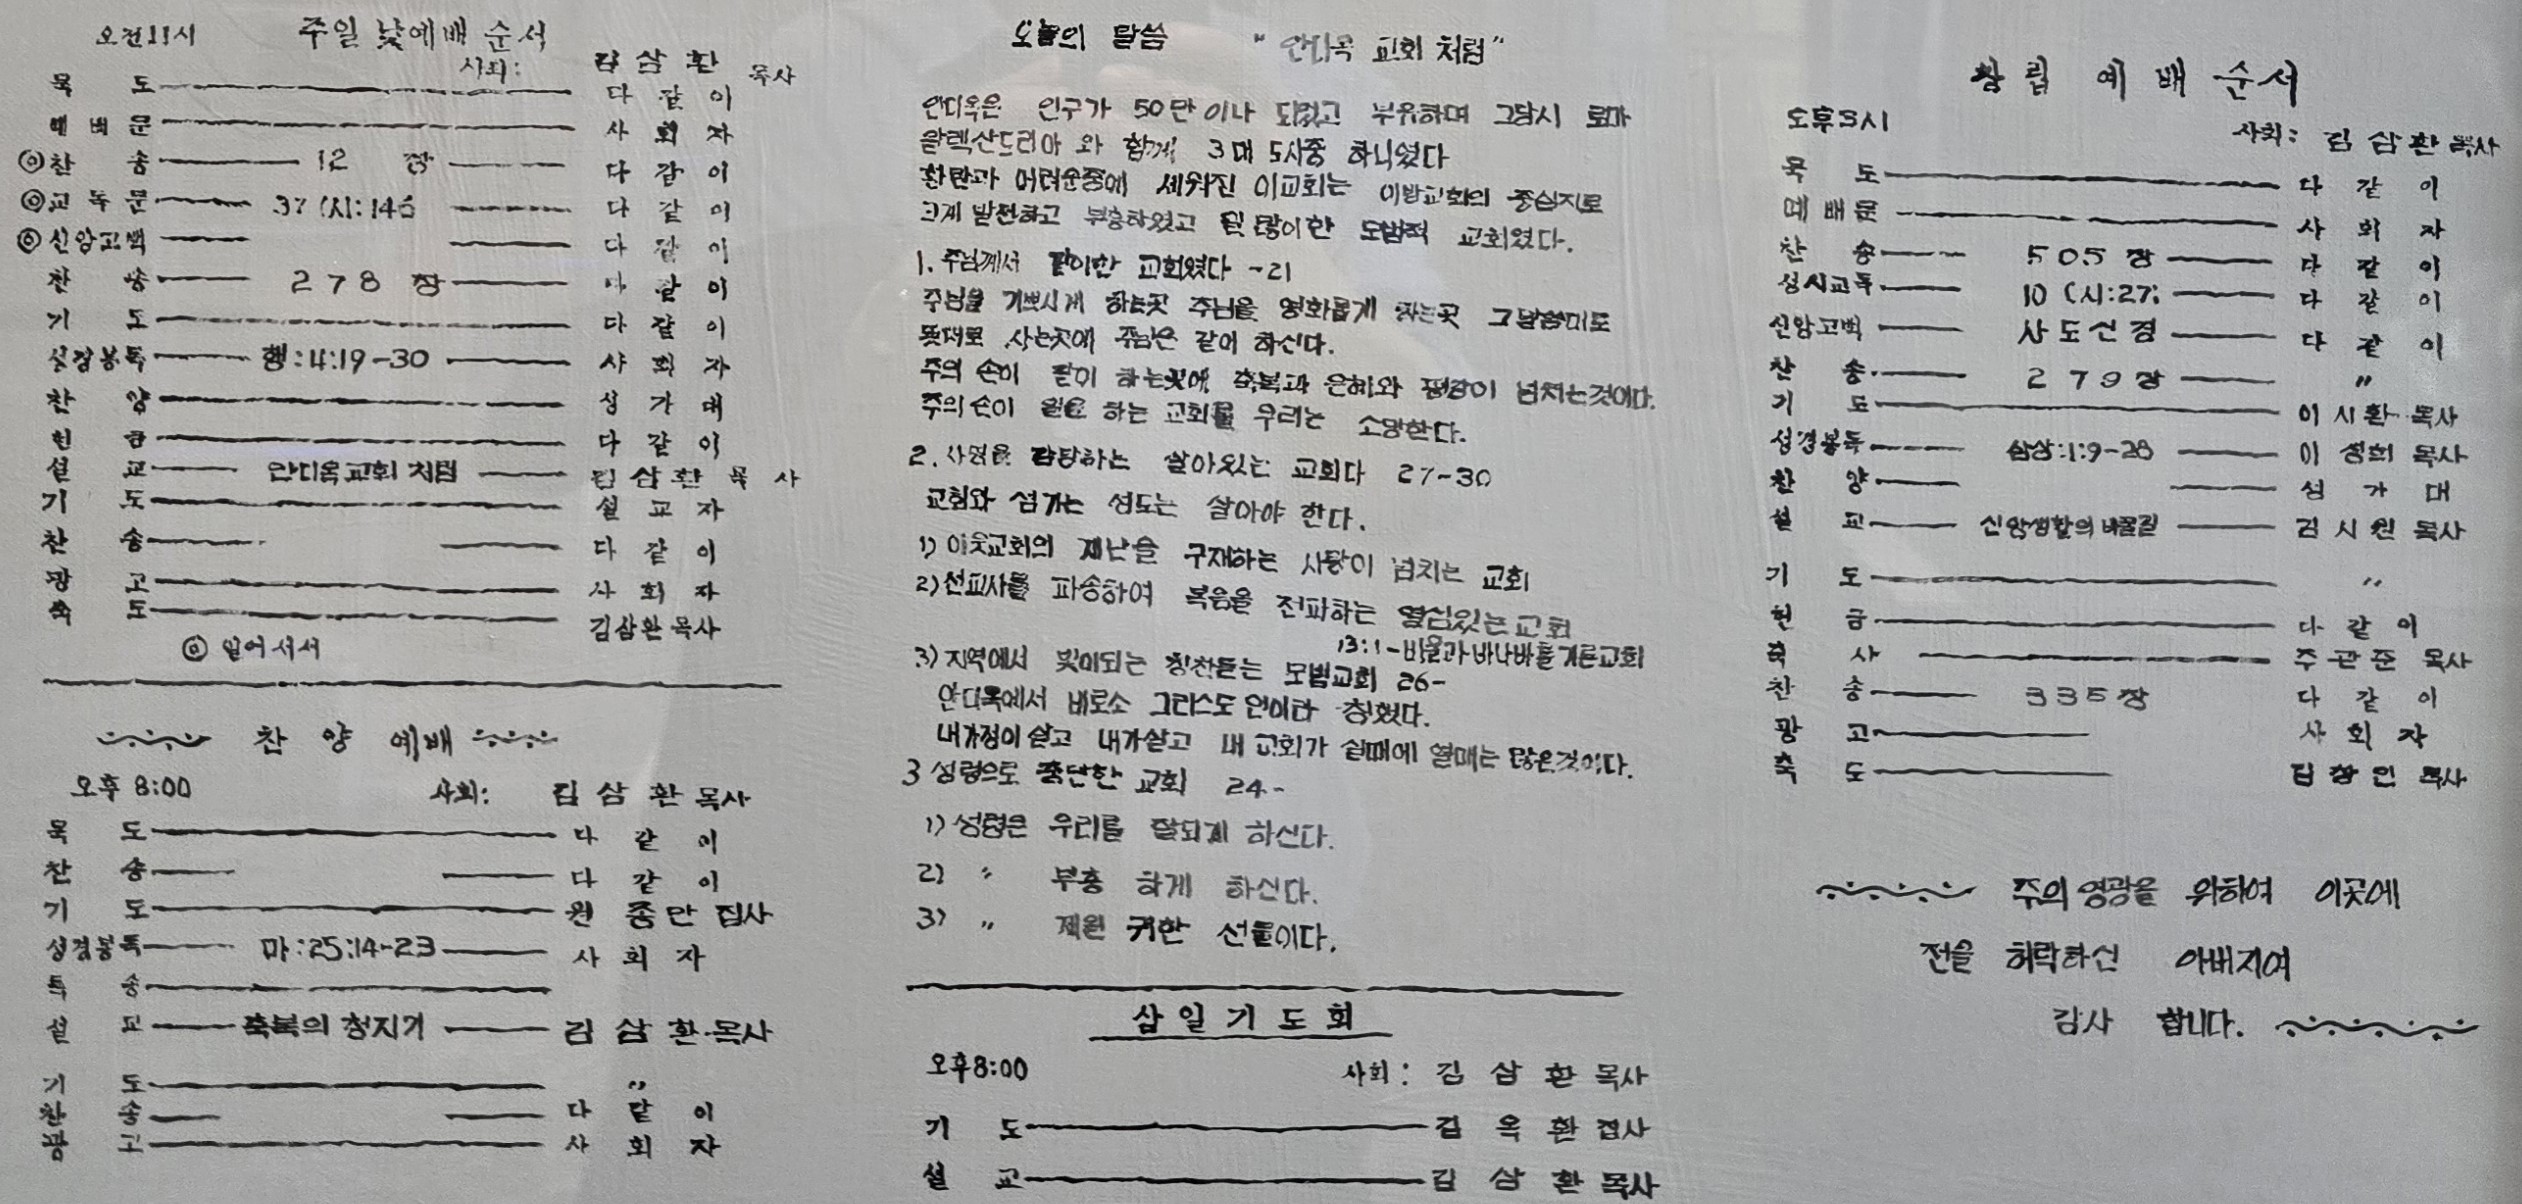 오전11시 주일 낮예배 순서
사회: 김삼환 목사
묵 도 ———— 다 같 이
예 배 문 ———— 사 회 자
◎찬 송 —— 12 장 —— 다 같 이
◎교 독 문 —— 37 (시:146 —— 다 같 이
◎신앙고백 —— —— 다 같 이
찬 송 —— 278 장 —— 다 같 이
기 도 ———— 다 같 이
성경봉독 —— 행:4:19-30 —— 사 회 자
찬 양 ———— 성 가 대
헌 금 ———— 다 같 이
설 교 —— 안디옥교회 처럼 —— 김 삼 환 목 사
기 도 ———— 설 교 자
찬 송 —— —— 다 같 이
광 고 ———— 사 회 자
축 도 ———— 김삼환 목사
◎ 일어서서
찬 양 예배
오후 8:00 사회: 김 삼 환 목사
묵 도 ———— 다 같 이
찬 송 —— —— 다 같 이
기 도 ———— 원 종 만 집사
성경봉독 —— 마:25:14-23 —— 사 회 자
특 송 ————
설 교 —— 축복의 청지기 —— 김 삼 환 목사
기 도 ———— 〃
찬 송 —— —— 다 같 이
광 고 ———— 사 회 자
오늘의 말씀 "안디옥 교회 처럼"
안디옥은 인구가 50만이나 되었고 부유하며 그당시 로마
알렉산드리아 와 함께 3대 도시중 하나였다
환란과 어려운중에 세워진 이교회는 이방교회의 중심지로
크게 발전하고 부흥하였고 많이한 모범적 교회였다.
1. 주님께서 같이한 교회였다 -21
주님을 기쁘시게 하는곳 주님을 영화롭게 하는곳 그말씀대로
뜻대로 사는곳에 주님은 같이 하신다.
주의 손이 같이 하는곳에 축복과 은혜와 평강이 넘치는것이다.
주의손이 하는 교회를 우리는 소망한다.
2. 사명을 감당하는 살아있는 교회다 27-30
교회와 섬기는 성도는 살아야 한다.
1) 이웃교회의 재난을 구제하는 사랑이 넘치는 교회
2) 선교사를 파송하여 복음을 전파하는 열심있는교회
13:1-바울과바나바를기른교회
3) 지역에서 빛이되는 칭찬듣는 모범교회 26-
안디옥에서 비로소 그리스도인이라 칭했다.
내가정이 살고 내가살고 내 교회가 살때에 열매는 많은것이다.
3 성령으로 충만한 교회 24-
1) 성령은 우리를 잘되게 하신다.
2) 〃 부흥 하게 하신다.
3) 〃 귀한 선물이다.
삼일기도회
오후8:00 사회: 김 삼 환 목사
기 도 ———— 김 옥 환 집사
설 교 ———— 김 삼 환 목사
창 립 예 배 순 서
오후3시 사회: 김 삼 환 목사
묵 도 ———— 다 같 이
예 배 문 ———— 사 회 자
찬 송 —— 505 장 —— 다 같 이
성시교독 —— 10 (시:27: —— 다 같 이
신앙고백 —— 사도신경 —— 다 같 이
찬 송 —— 279 장 —— 〃
기 도 ———— 이 시 환 목사
성경봉독 —— 삼상:1:9-28 —— 이 성희 목사
찬 양 —— —— 성 가 대
설 교 —— 신앙생활의 바른길 —— 김 시 원 목사
기 도 ———— 〃
헌 금 ———— 다 같 이
축 사 ———— 주 관 준 목사
찬 송 —— 335 장 다 같 이
광 고 ———— 사 회 자
축 도 ———— 김 창 인 목사
주의 영광을 위하여 이곳에
전을 허락하신 아버지여
감사 합니다.